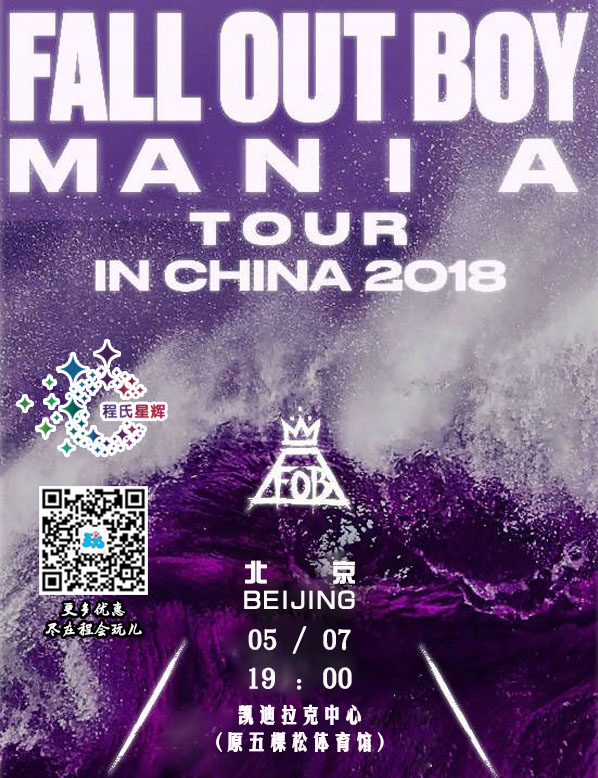 FALL OUT BOY
MANIA
TOUR
IN CHINA 2018
程氏星辉
FOB
更多优惠
尽在程会玩儿
北京
BEIJING
05 / 07
19 : 00
凯迪拉克中心
(原五棵松体育馆)